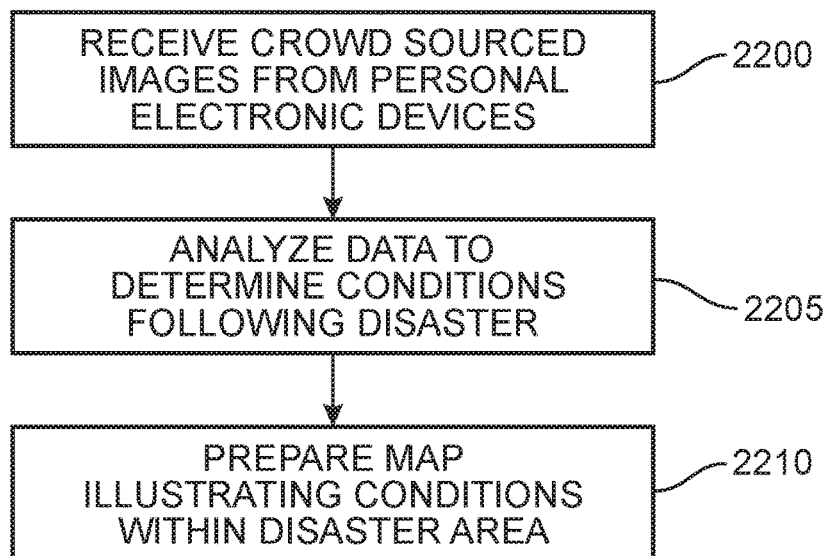 RECEIVE CROWD SOURCED
IMAGES FROM PERSONAL
ELECTRONIC DEVICES
2200
ANALYZE DATA TO
DETERMINE CONDITIONS
FOLLOWING DISASTER
2205
PREPARE MAP
ILLUSTRATING CONDITIONS
WITHIN DISASTER AREA
2210